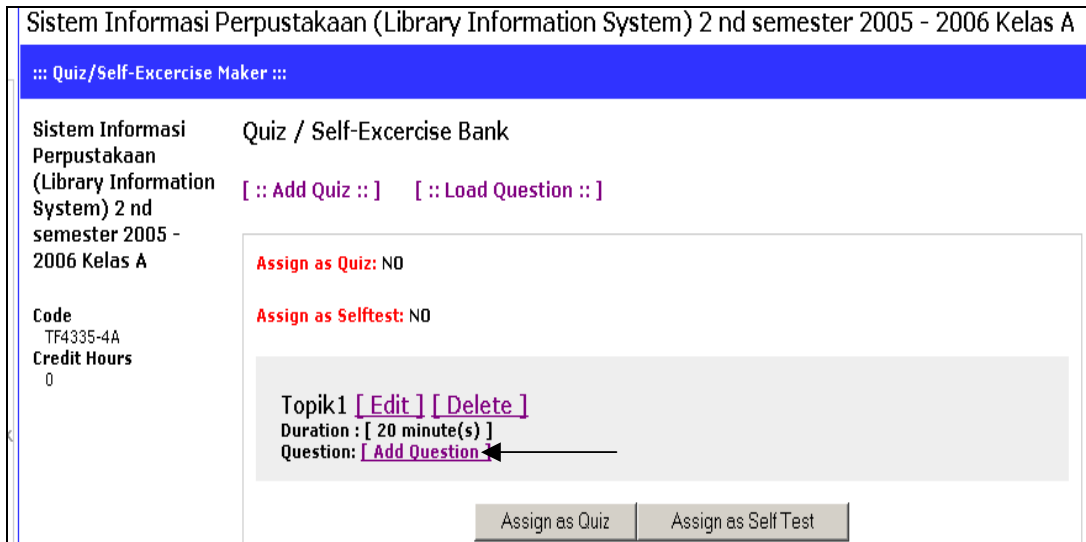 Sistem Informasi Perpustakaan (Library Information System) 2 nd semester 2005 - 2006 Kelas A
::: Quiz/Self-Excercise Maker :::
Sistem Informasi
Perpustakaan
(Library Information
System) 2 nd
semester 2005 -
2006 Kelas A
Code
TF4335-4A
Credit Hours
0
Quiz / Self-Excercise Bank
[ :: Add Quiz :: ] [ :: Load Question :: ]
Assign as Quiz: NO
Assign as Selftest: NO
Topik1 [ Edit ] [ Delete ]
Duration : [ 20 minute(s) ]
Question: [ Add Question ]
Assign as Quiz Assign as Self Test